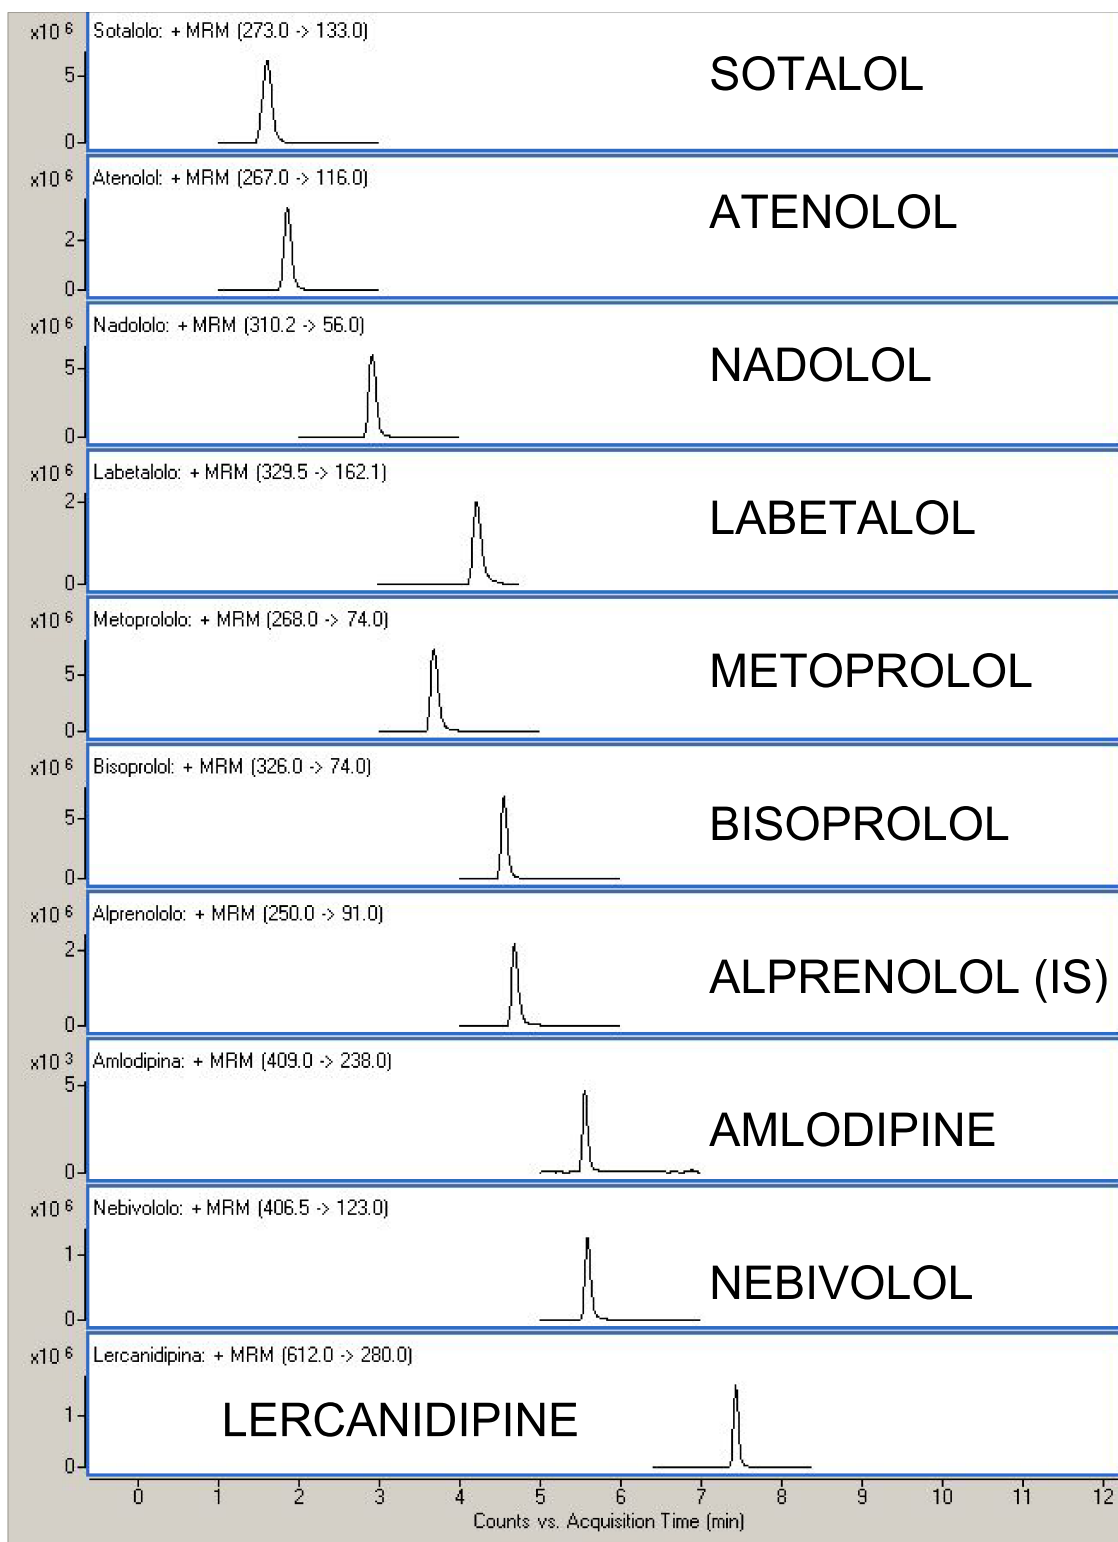 x10 6 Sotalolo: + MRM (273.0 -> 133.0)
SOTALOL
5
0
x10 6 Atenolol: + MRM (267.0 -> 116.0)
ATENOLOL
2
0
x10 6 Nadololo: + MRM (310.2 -> 56.0)
NADOLOL
5
0
x10 6 Labetalolo: + MRM (329.5 -> 162.1)
2
LABETALOL
0
x10 6 Metoprololo: + MRM (268.0 -> 74.0)
METOPROLOL
5
0
x10 6 Bisoprolol: + MRM (326.0 -> 74.0)
5
BISOPROLOL
0
x10 6 Alprenololo: + MRM (250.0 -> 91.0)
2
ALPRENOLOL (IS)
0
x10 3 Amlodipina: + MRM (409.0 -> 238.0)
5
AMLODIPINE
0
x10 6 Nebivololo: + MRM (406.5 -> 123.0)
1
NEBIVOLOL
0
x10 6 Lercanidipina: + MRM (612.0 -> 280.0)
1
LERCANIDIPINE
0
0 1 2 3 4 5 6 7 8 9 10 11 12
Counts vs. Acquisition Time (min)